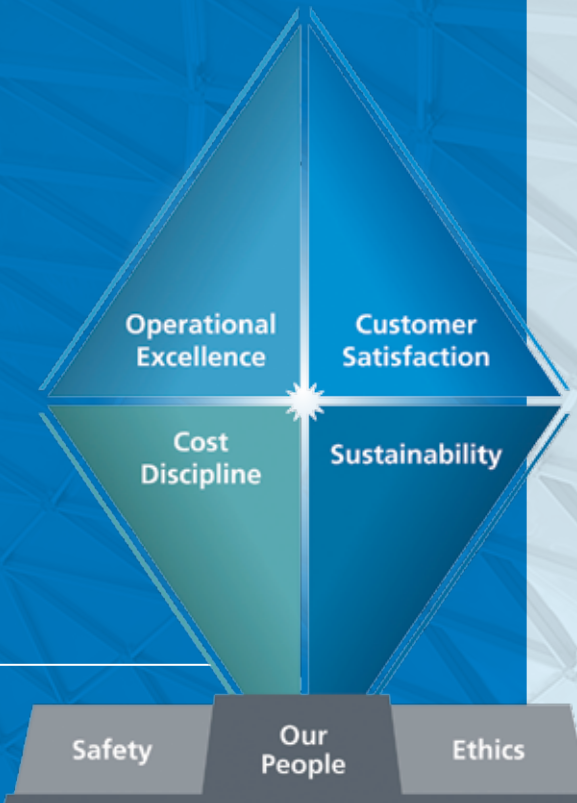 Operational
Excellence
Customer
Satisfaction
Cost
Discipline
Sustainability
Safety
Our
People
Ethics